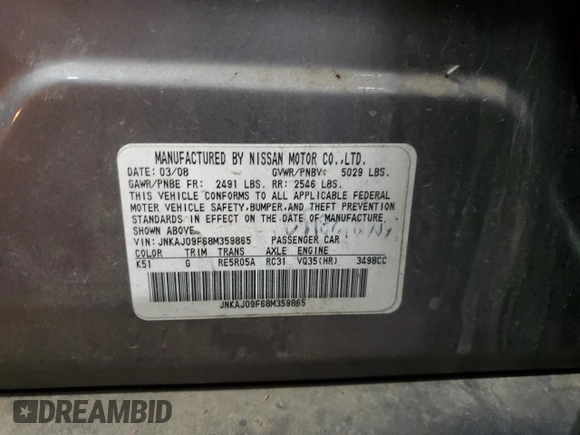 MANUFACTURED BY NISSAN MOTOR CO.,LTD.
DATE: 03/08 GVWR/PNBV: 5029 LBS.
GAWR/PNBE FR: 2491 LBS. RR: 2546 LBS.
THIS VEHICLE CONFORMS TO ALL APPLICABLE FEDERAL
MOTOR VEHICLE SAFETY,BUMPER,AND THEFT PREVENTION
STANDARDS IN EFFECT ON THE DATE OF MANUFACTURE
SHOWN ABOVE.
VIN: JNKAJ09F68M359865 PASSENGER CAR
COLOR TRIM TRANS AXLE ENGINE
K51 G RE5R05A RC31 VQ35(HR) 3498CC
JNKAJ09F68M359865
DREAMBID